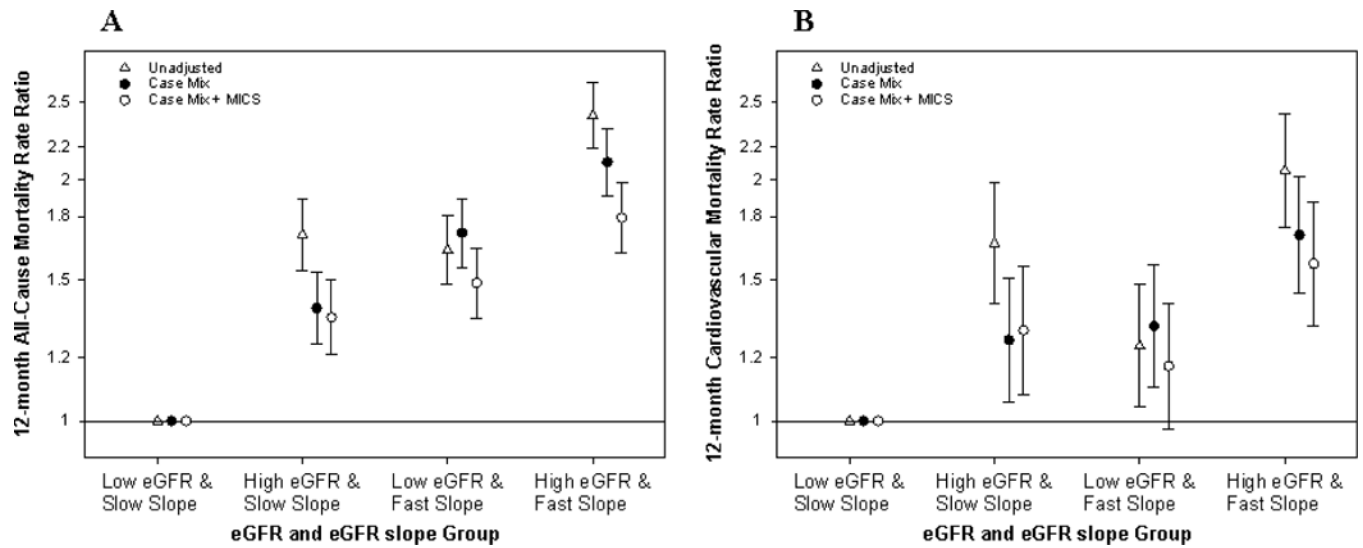 A
12-month All-Cause Mortality Rate Ratio
Unadjusted
Case Mix
Case Mix + MICS
2.5
2.2
2
1.8
1.5
1.2
1
Low eGFR &
Slow Slope
High eGFR &
Slow Slope
Low eGFR &
Fast Slope
High eGFR &
Fast Slope
eGFR and eGFR slope Group
B
12-month Cardiovascular Mortality Rate Ratio
Unadjusted
Case Mix
Case Mix + MICS
2.5
2.2
2
1.8
1.5
1.2
1
Low eGFR &
Slow Slope
High eGFR &
Slow Slope
Low eGFR &
Fast Slope
High eGFR &
Fast Slope
eGFR and eGFR slope Group